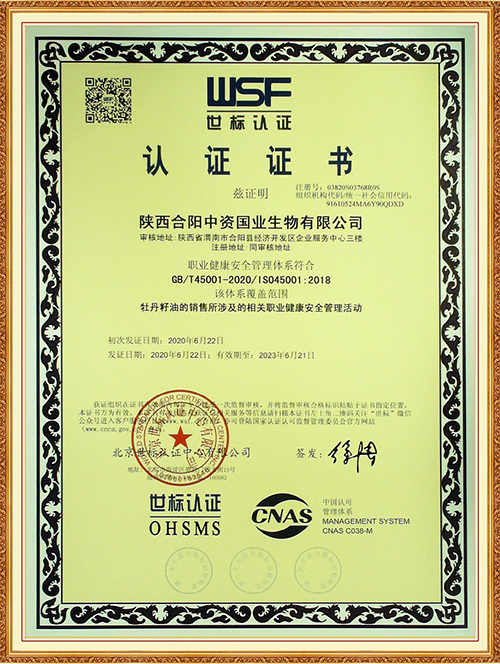 WSF
世标认证
认证证书
兹证明
注册号: 03820S03768R0S
组织机构代码/统一社会信用代码:
91610524MA6Y90QDXD
陕西合阳中资国业生物有限公司
审核地址:陕西省渭南市合阳县经济开发区企业服务中心三楼
注册地址:同审核地址
职业健康安全管理体系符合
GB/T45001-2020/ISO45001:2018
该体系覆盖范围
牡丹籽油的销售所涉及的相关职业健康安全管理活动
初次发证日期: 2020年6月22日
发证日期: 2020年6月22日; 有效期至: 2023年6月21日
北京世标认证中心有限公司
签发:
世标认证
OHSMS
CNAS
中国认可
管理体系
MANAGEMENT SYSTEM
CNAS C038-M